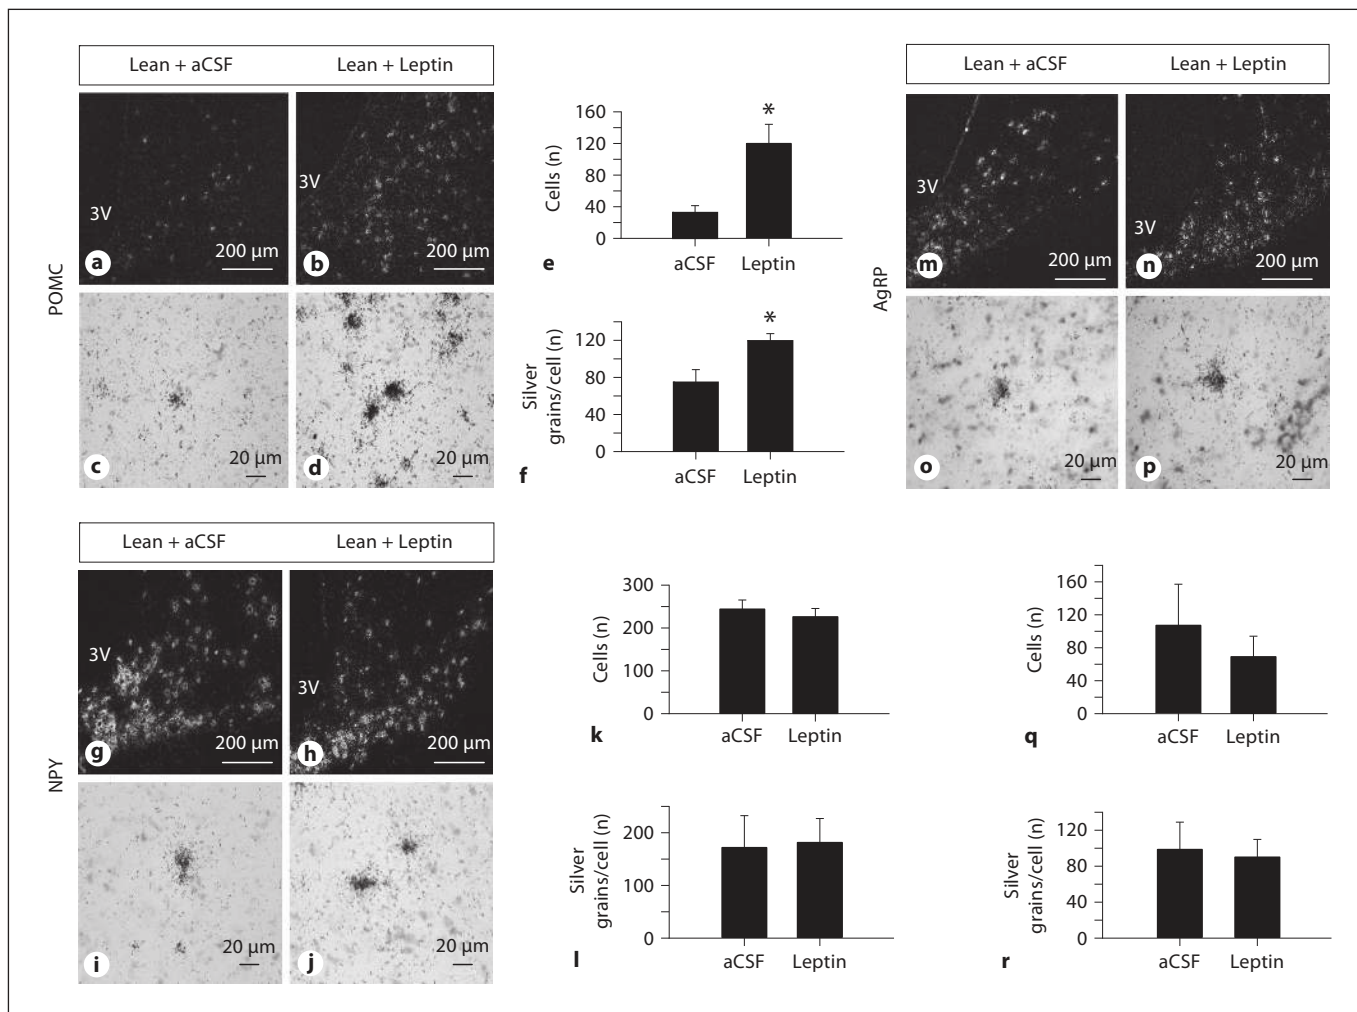 Lean + aCSF Lean + Leptin
POMC
3V
200 µm
a
3V
200 µm
b
20 µm
c
20 µm
d
160
120
80
40
0
Cells (n)
*
aCSF Leptin
e
120
80
40
0
Silver
grains/cell (n)
*
aCSF Leptin
f
Lean + aCSF Lean + Leptin
AgRP
3V
200 µm
m
3V
200 µm
n
20 µm
o
20 µm
p
Lean + aCSF Lean + Leptin
NPY
3V
200 µm
g
3V
200 µm
h
20 µm
i
20 µm
j
300
200
300
0
Cells (n)
aCSF Leptin
k
200
100
0
Silver
grains/cell (n)
aCSF Leptin
l
160
120
80
60
0
Cells (n)
aCSF Leptin
q
120
80
40
0
Silver
grains/cell (n)
aCSF Leptin
r